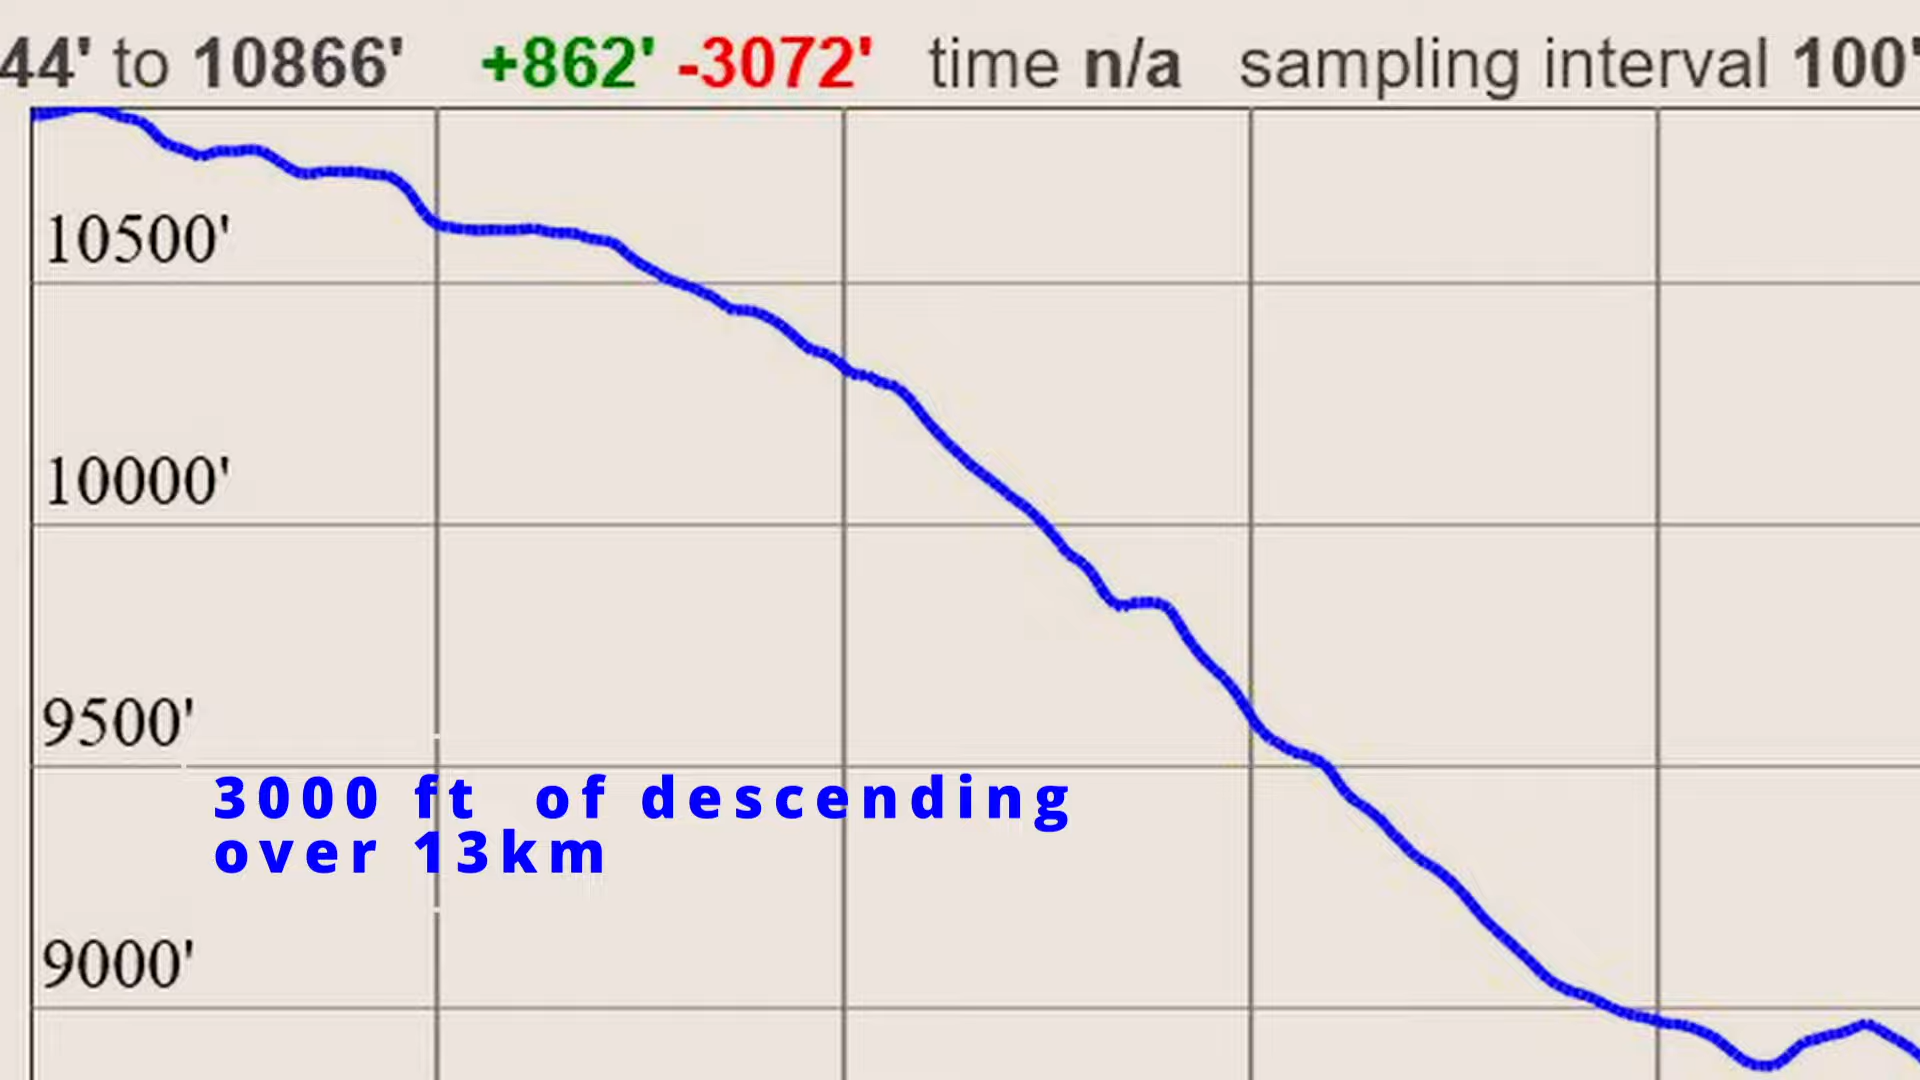 44' to 10866' +862' -3072' time n/a sampling interval 100'
10500'
10000'
9500'
3000 ft of descending
over 13km
9000'